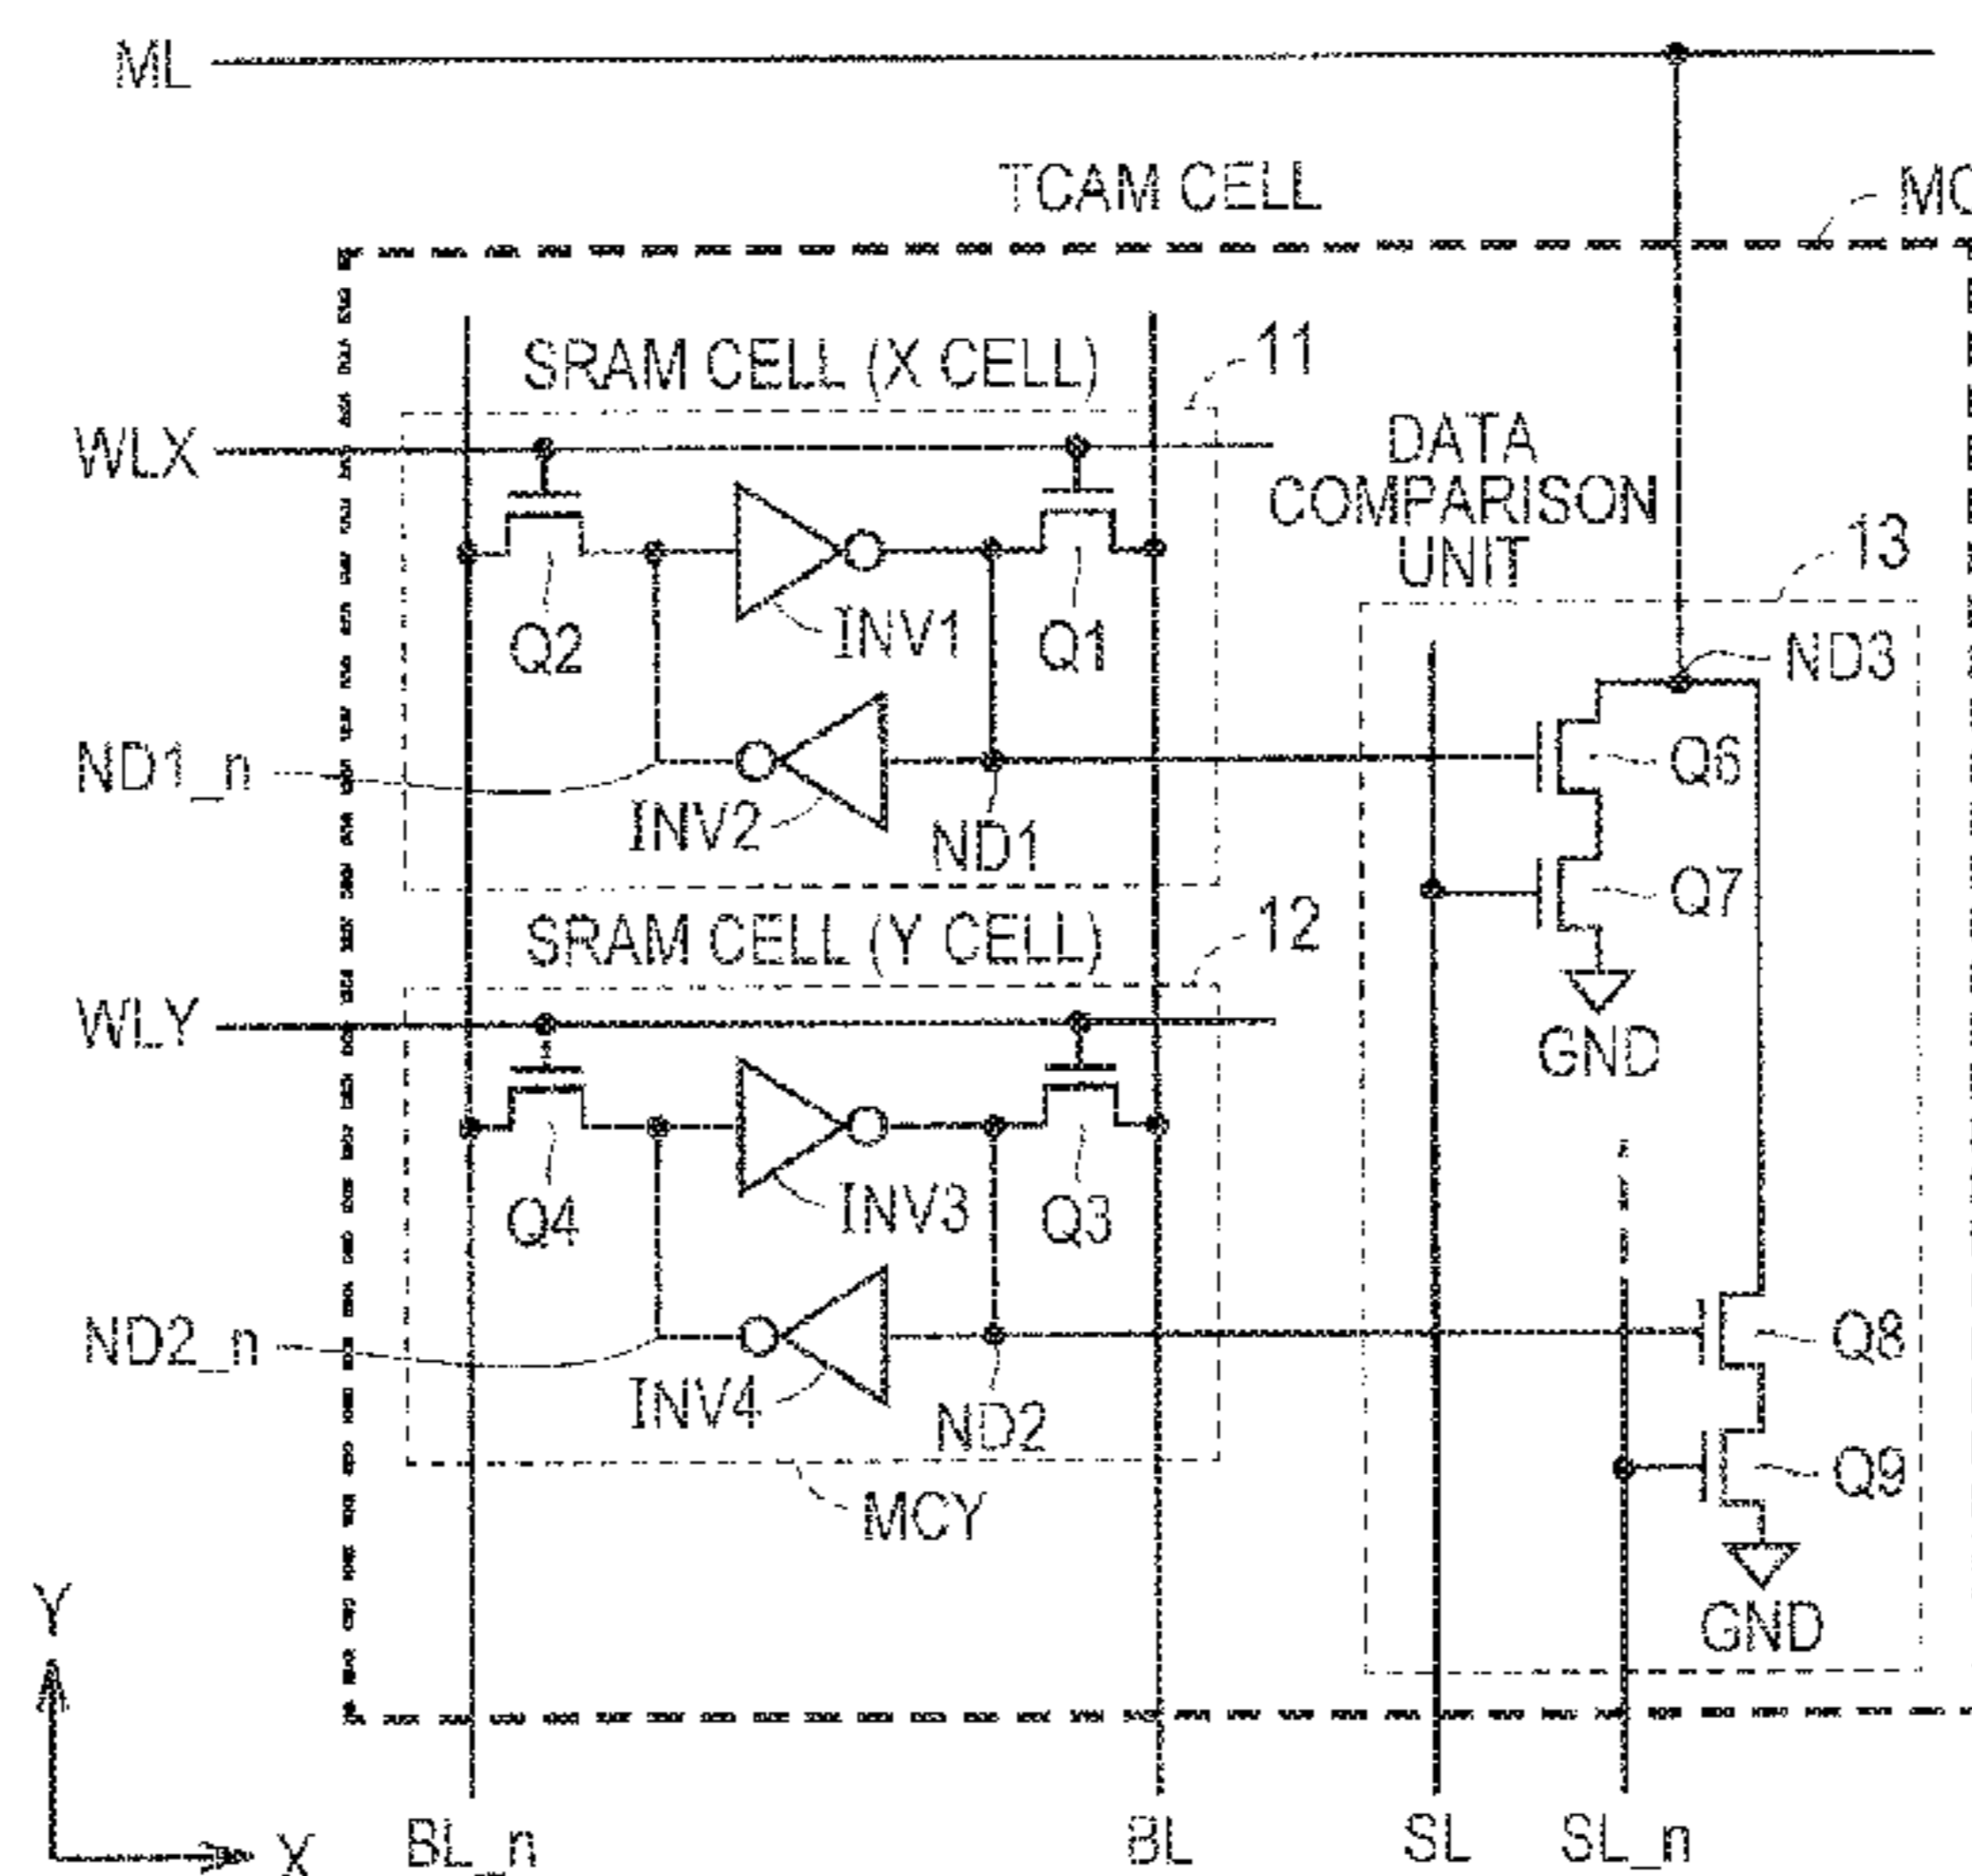 ML
TCAM CELL
MC
SRAM CELL (X CELL)
11
WLX
DATA
COMPARISON
UNIT
13
Q2
INV1
Q1
ND3
ND1_n
INV2
ND1
Q6
Q7
SRAM CELL (Y CELL)
12
WLY
GND
Q4
INV3
Q3
ND2_n
INV4
ND2
Q8
Q9
MCY
GND
Y
X
BL_n
BL
SL
SL_n